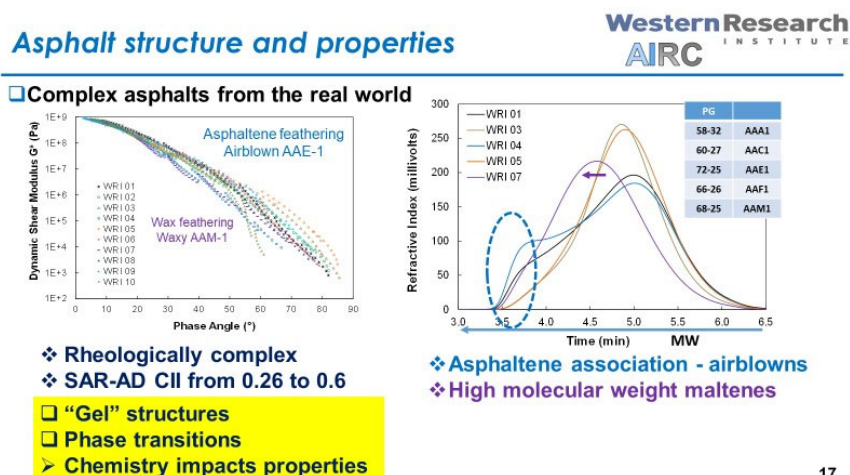 Asphalt structure and properties
Western Research
INSTITUTE
AIRC
❑Complex asphalts from the real world
Dynamic Shear Modulus G* (Pa)
1E+9
1E+8
1E+7
1E+6
1E+5
1E+4
1E+3
1E+2
Asphaltene feathering
Airblown AAE-1
WRI 01
WRI 02
WRI 03
WRI 04
WRI 05
WRI 06
WRI 07
WRI 08
WRI 09
WRI 10
Wax feathering
Waxy AAM-1
0 10 20 30 40 50 60 70 80 90
Phase Angle (°)
Refractive Index (millivolts)
300
250
200
150
100
50
0
WRI 01
WRI 03
WRI 04
WRI 05
WRI 07
PG
58-32 AAA1
60-27 AAC1
72-25 AAE1
66-26 AAF1
68-25 AAM1
3.0 3.5 4.0 4.5 5.0 5.5 6.0 6.5
Time (min) MW
❖ Rheologically complex
❖ SAR-AD CII from 0.26 to 0.6
❑ “Gel” structures
❑ Phase transitions
➢ Chemistry impacts properties
❖Asphaltene association - airblowns
❖High molecular weight maltenes
17